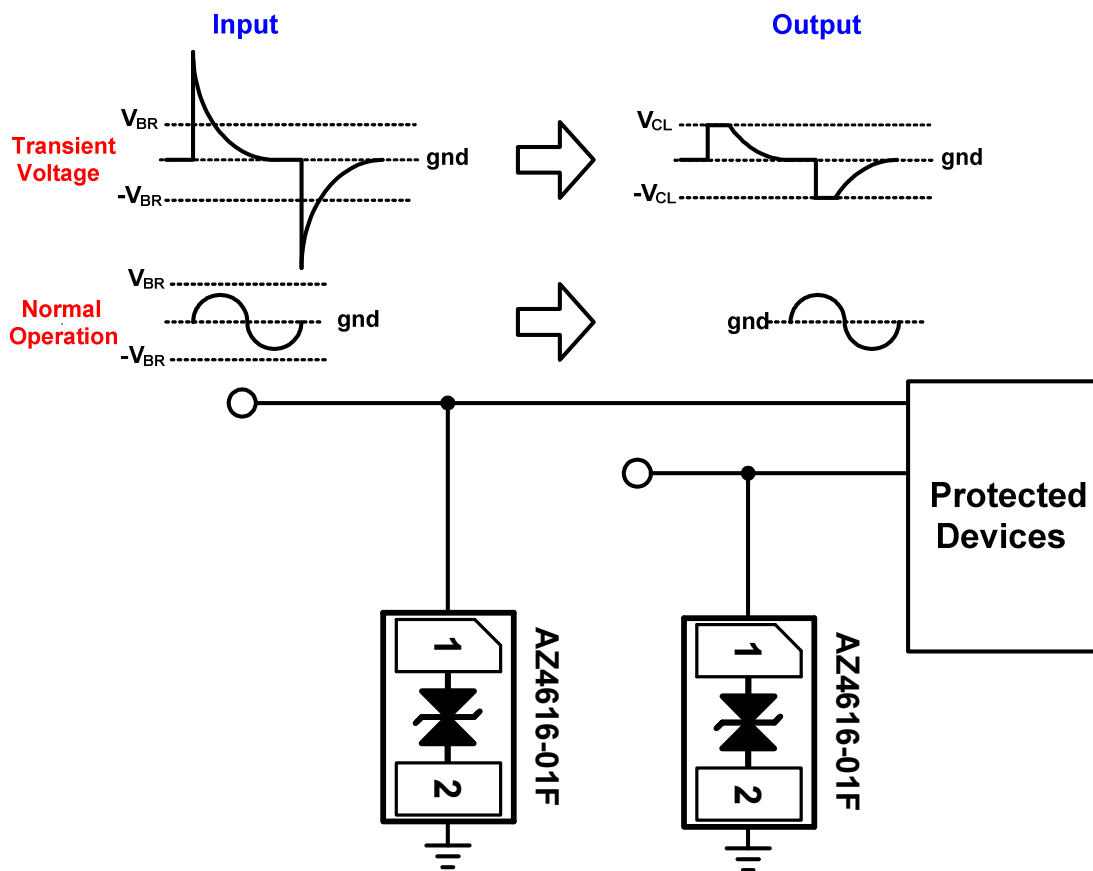 Input
Output
VBR
VCL
Transient
Voltage
gnd
gnd
-VBR
-VCL
VBR
Normal
Operation
gnd
gnd
-VBR
Protected
Devices
1
AZ4616-01F
2
1
AZ4616-01F
2